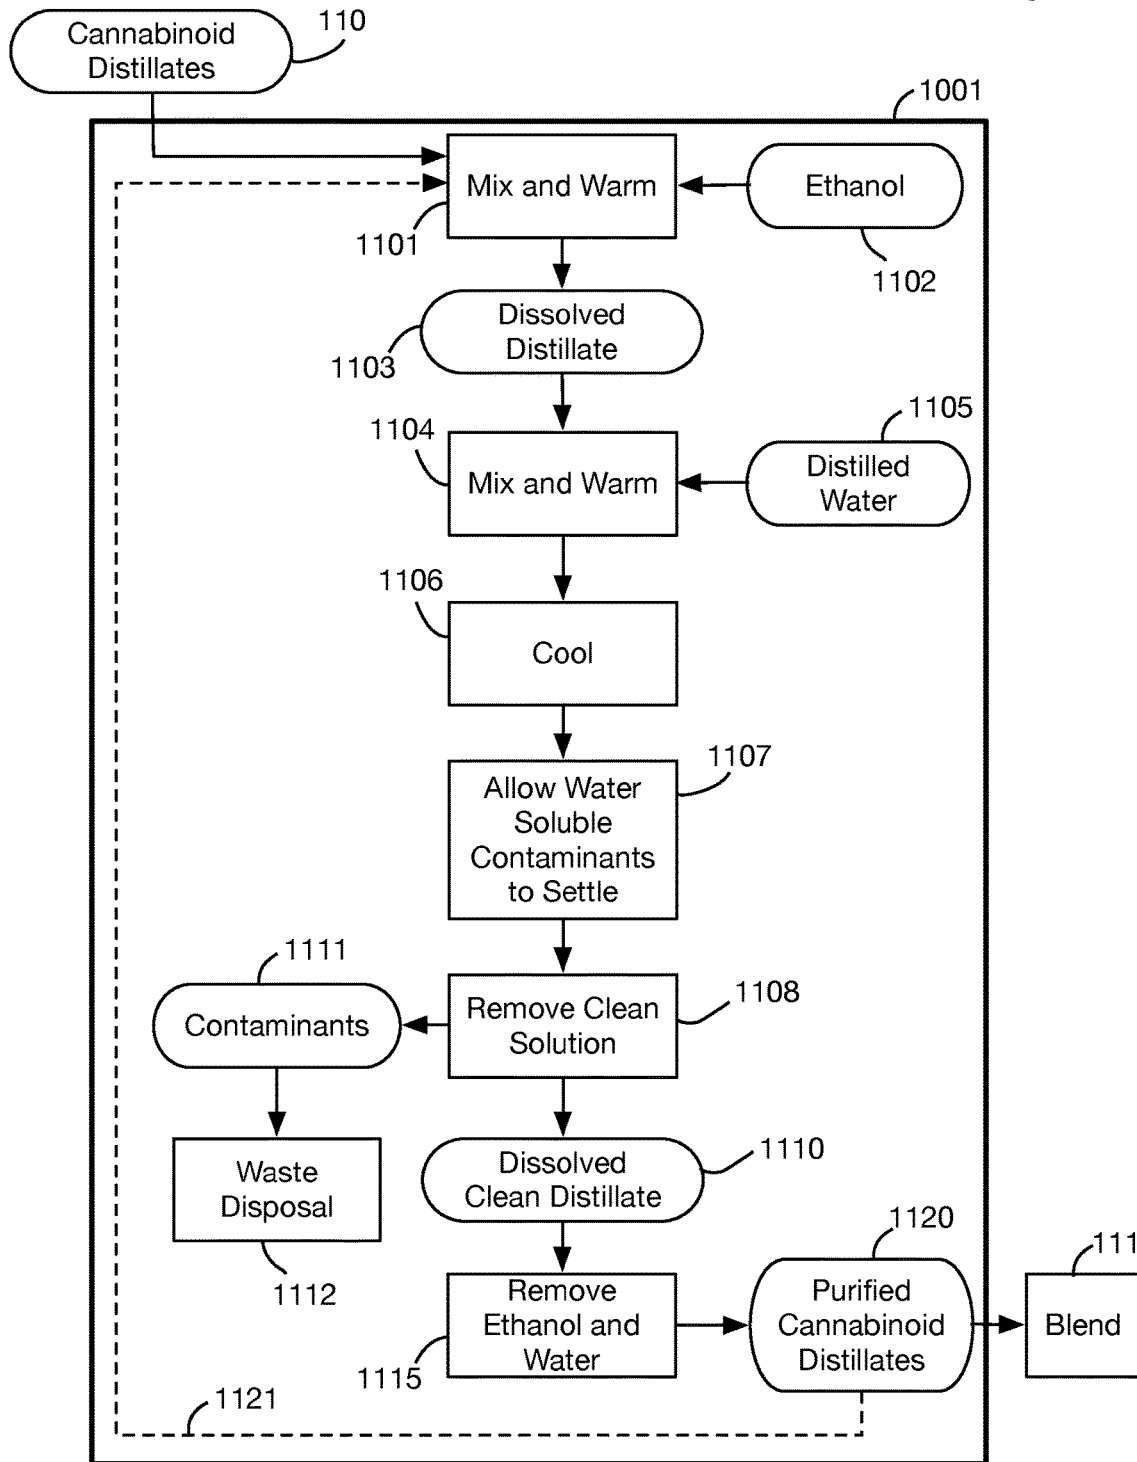 Cannabinoid
Distillates
110
1001
Mix and Warm
1101
Ethanol
1102
Dissolved
Distillate
1103
1104
Mix and Warm
1105
Distilled
Water
1106
Cool
1107
Allow Water
Soluble
Contaminants
to Settle
1111
Contaminants
Remove Clean
Solution
1108
Waste
Disposal
1112
Dissolved
Clean Distillate
1110
Remove
Ethanol and
Water
1115
1120
Purified
Cannabinoid
Distillates
111
Blend
1121